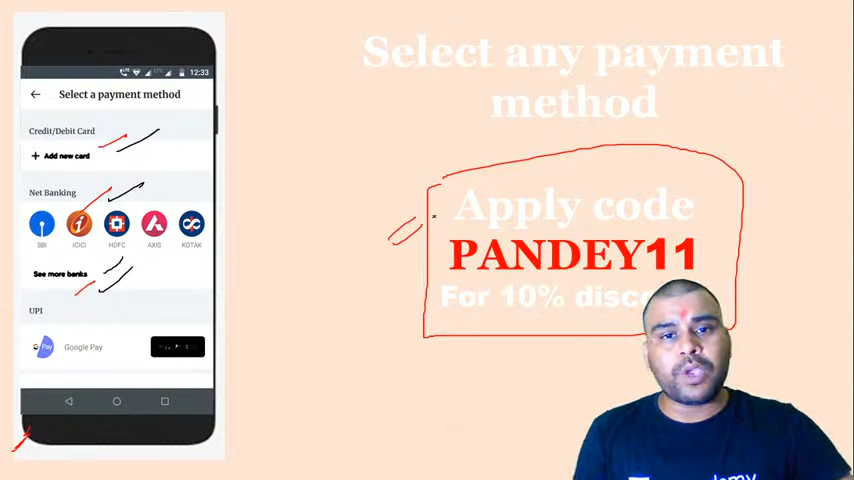 12:33
Select a payment method
Credit/Debit Card
+ Add new card
Net Banking
SBI ICICI HDFC AXIS KOTAK
See more banks
UPI
Pay Google Pay
Select any payment
method
Apply code
PANDEY11
For 10%